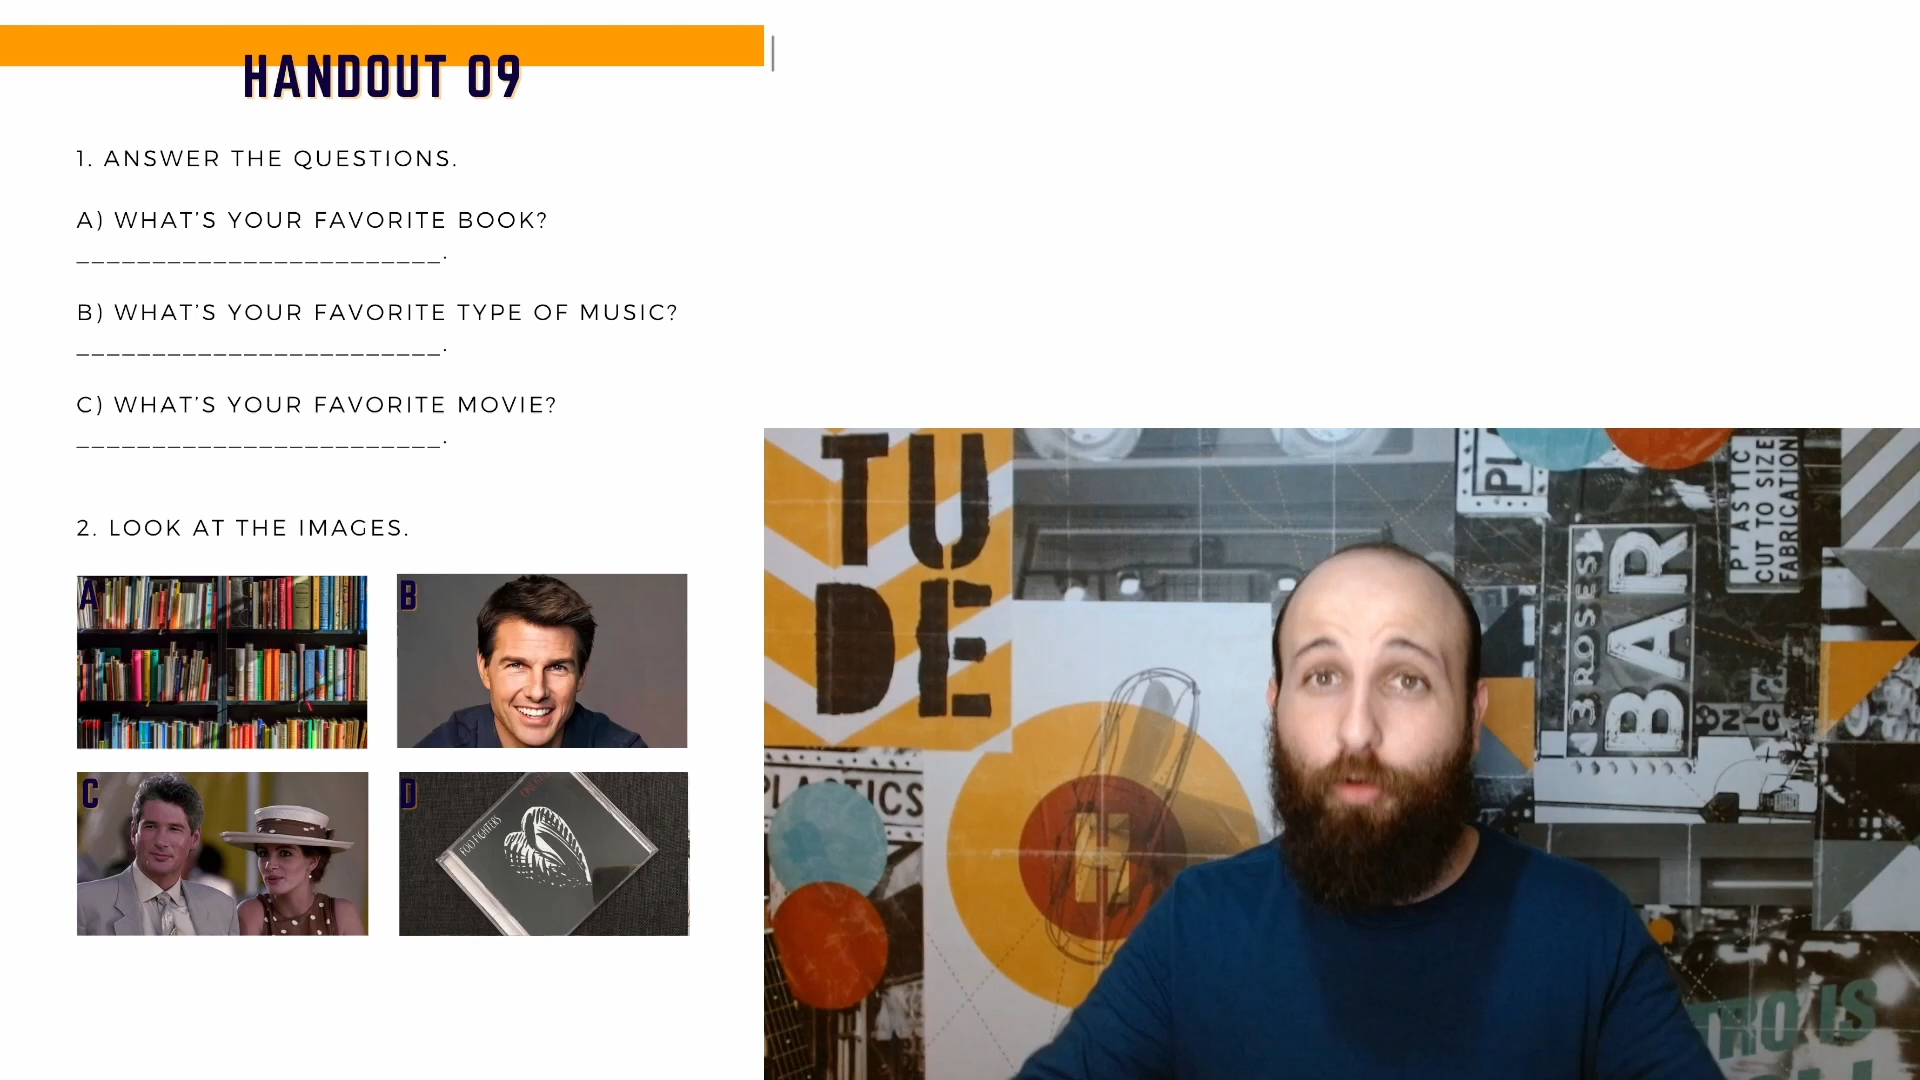 HANDOUT 09
1. ANSWER THE QUESTIONS.
A) WHAT'S YOUR FAVORITE BOOK?
________________________.
B) WHAT'S YOUR FAVORITE TYPE OF MUSIC?
________________________.
C) WHAT'S YOUR FAVORITE MOVIE?
________________________.
2. LOOK AT THE IMAGES.
A
B
C
D
FOO FIGHTERS
TU
DE
H
3 ROSES
BAR
CUT TO SIZE
FABRICATION
IS